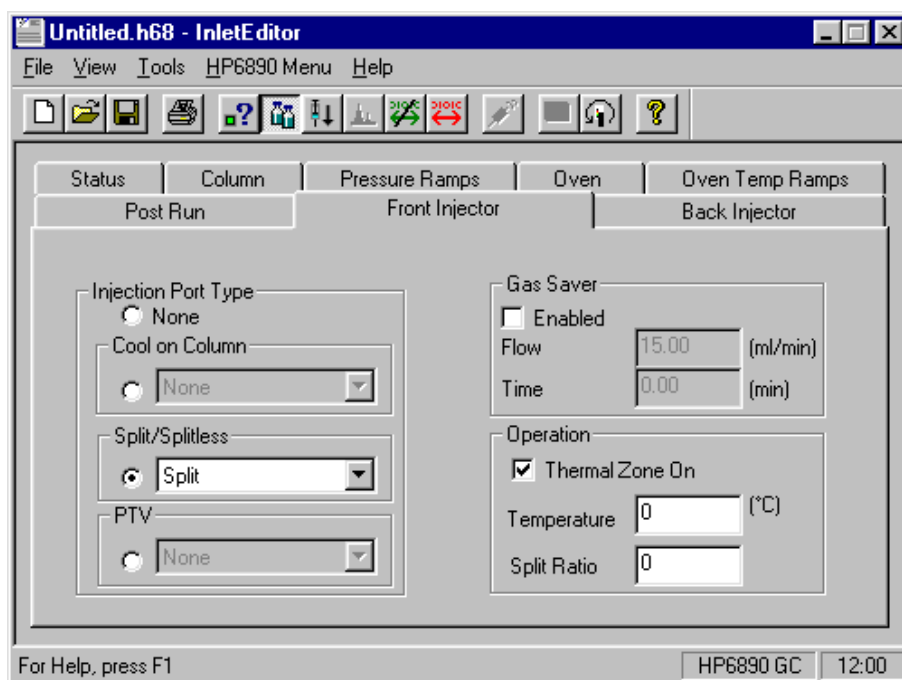 Untitled.h68 - InletEditor
File View Tools HP6890 Menu Help
Status Column Pressure Ramps Oven Oven Temp Ramps
Post Run Front Injector Back Injector
Injection Port Type
None
Cool on Column
None
Split/Splitless
Split
PTV
None
Gas Saver
Enabled
Flow 15.00 (ml/min)
Time 0.00 (min)
Operation
Thermal Zone On
Temperature 0 (°C)
Split Ratio 0
For Help, press F1 HP6890 GC 12:00